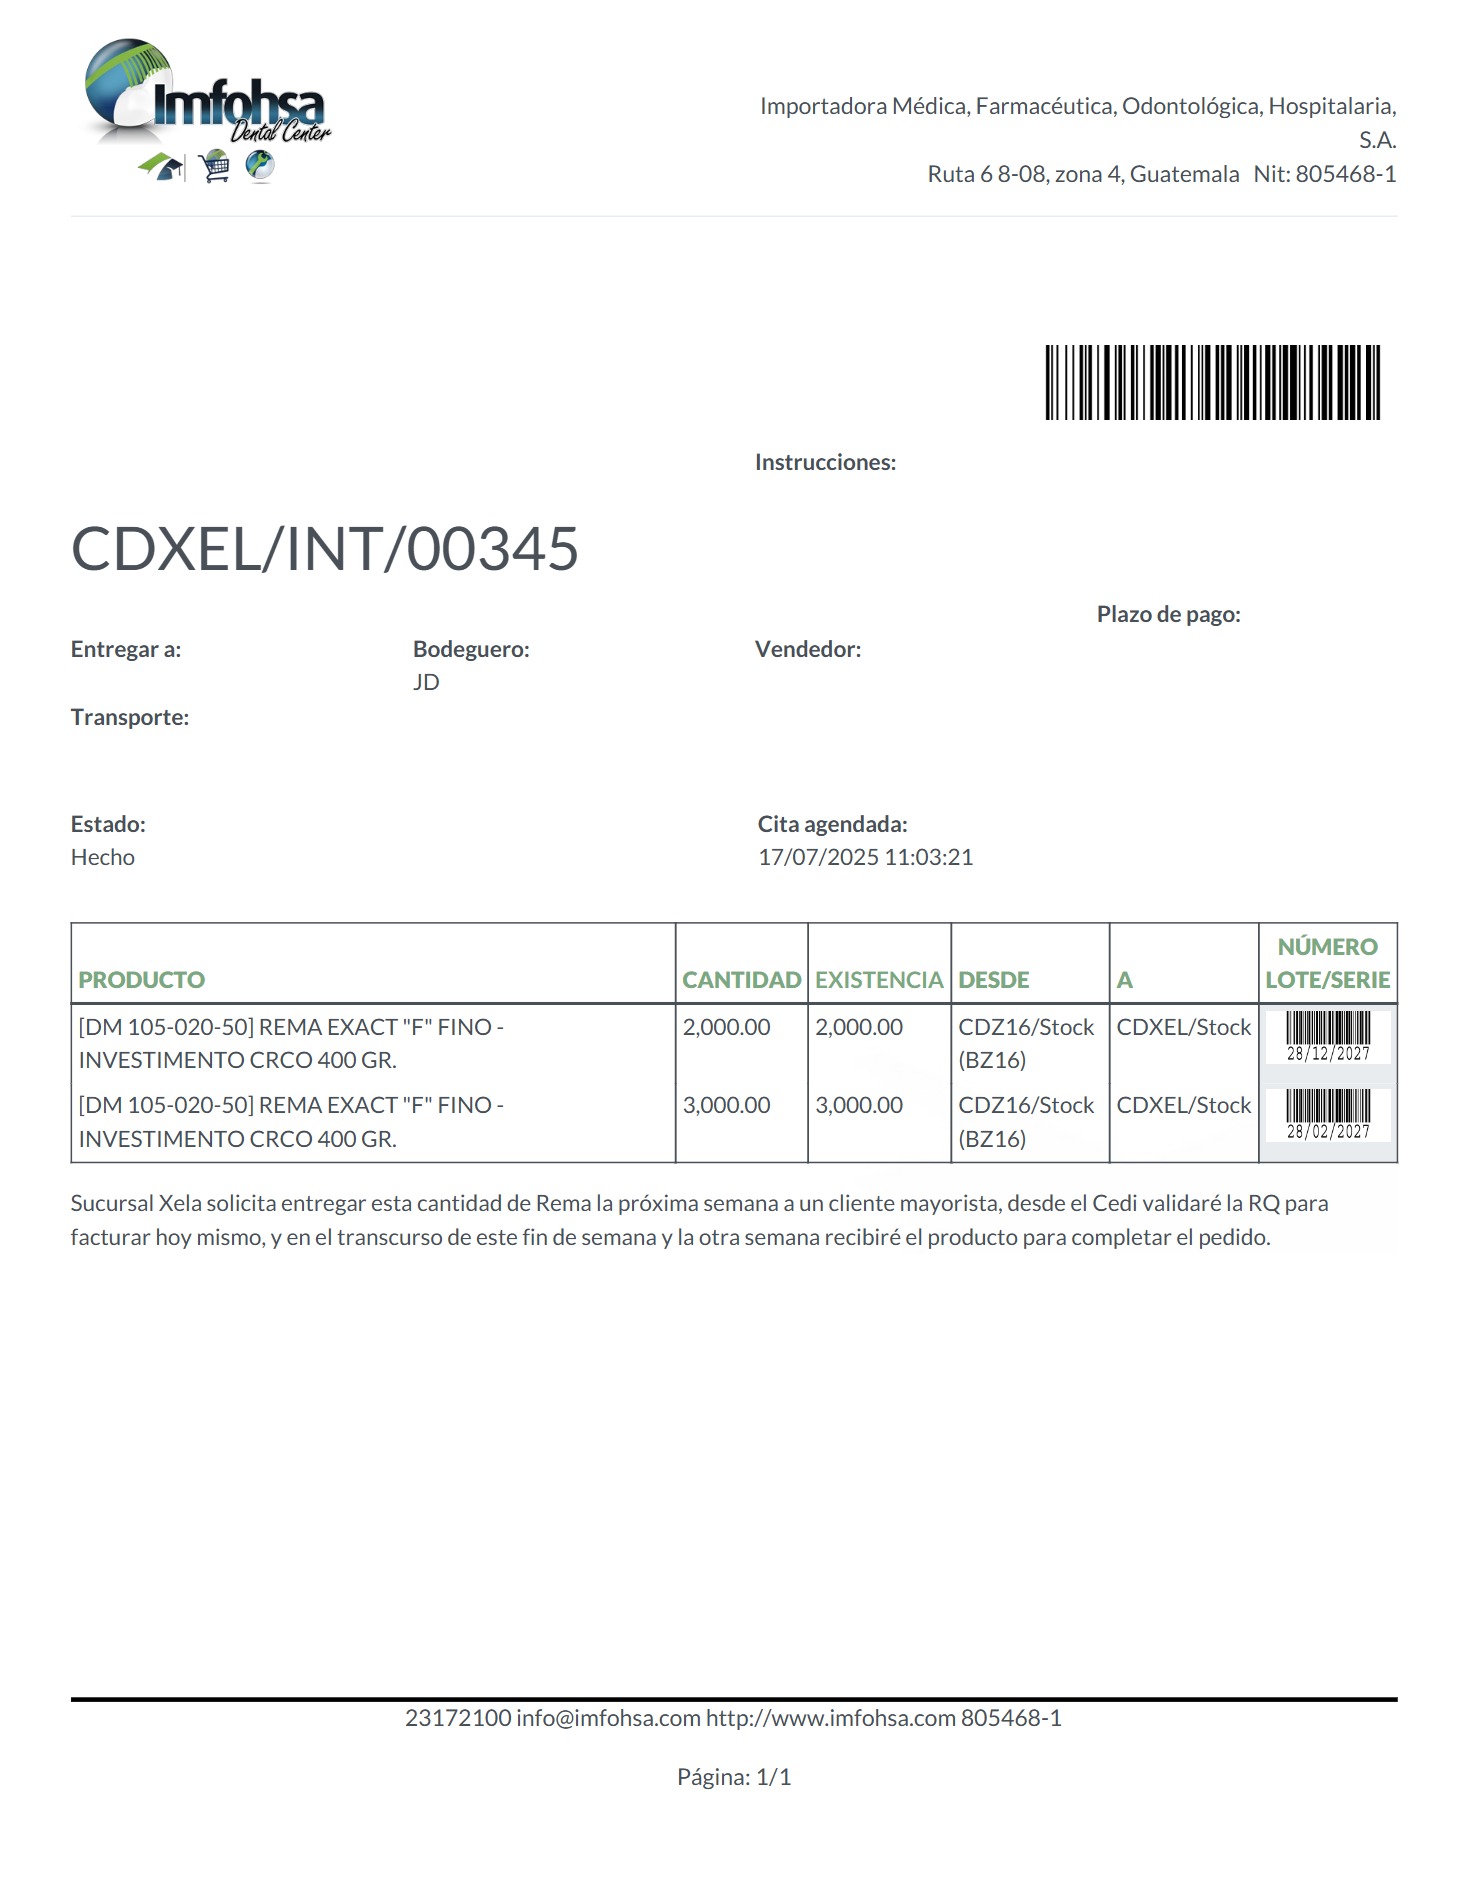 Imfohsa
Dental Center
Importadora Médica, Farmacéutica, Odontológica, Hospitalaria,
S.A.
Ruta 6 8-08, zona 4, Guatemala Nit: 805468-1
Instrucciones:
CDXEL/INT/00345
Plazo de pago:
Entregar a: Bodeguero: Vendedor:
JD
Transporte:
Estado: Cita agendada:
Hecho 17/07/2025 11:03:21
NÚMERO
PRODUCTO CANTIDAD EXISTENCIA DESDE A LOTE/SERIE
[DM 105-020-50] REMA EXACT "F" FINO - 2,000.00 2,000.00 CDZ16/Stock CDXEL/Stock
INVESTIMENTO CRCO 400 GR. (BZ16) 28/12/2027
[DM 105-020-50] REMA EXACT "F" FINO - 3,000.00 3,000.00 CDZ16/Stock CDXEL/Stock
INVESTIMENTO CRCO 400 GR. (BZ16) 28/02/2027
Sucursal Xela solicita entregar esta cantidad de Rema la próxima semana a un cliente mayorista, desde el Cedi validaré la RQ para
facturar hoy mismo, y en el transcurso de este fin de semana y la otra semana recibiré el producto para completar el pedido.
23172100 info@imfohsa.com http://www.imfohsa.com 805468-1
Página: 1/1